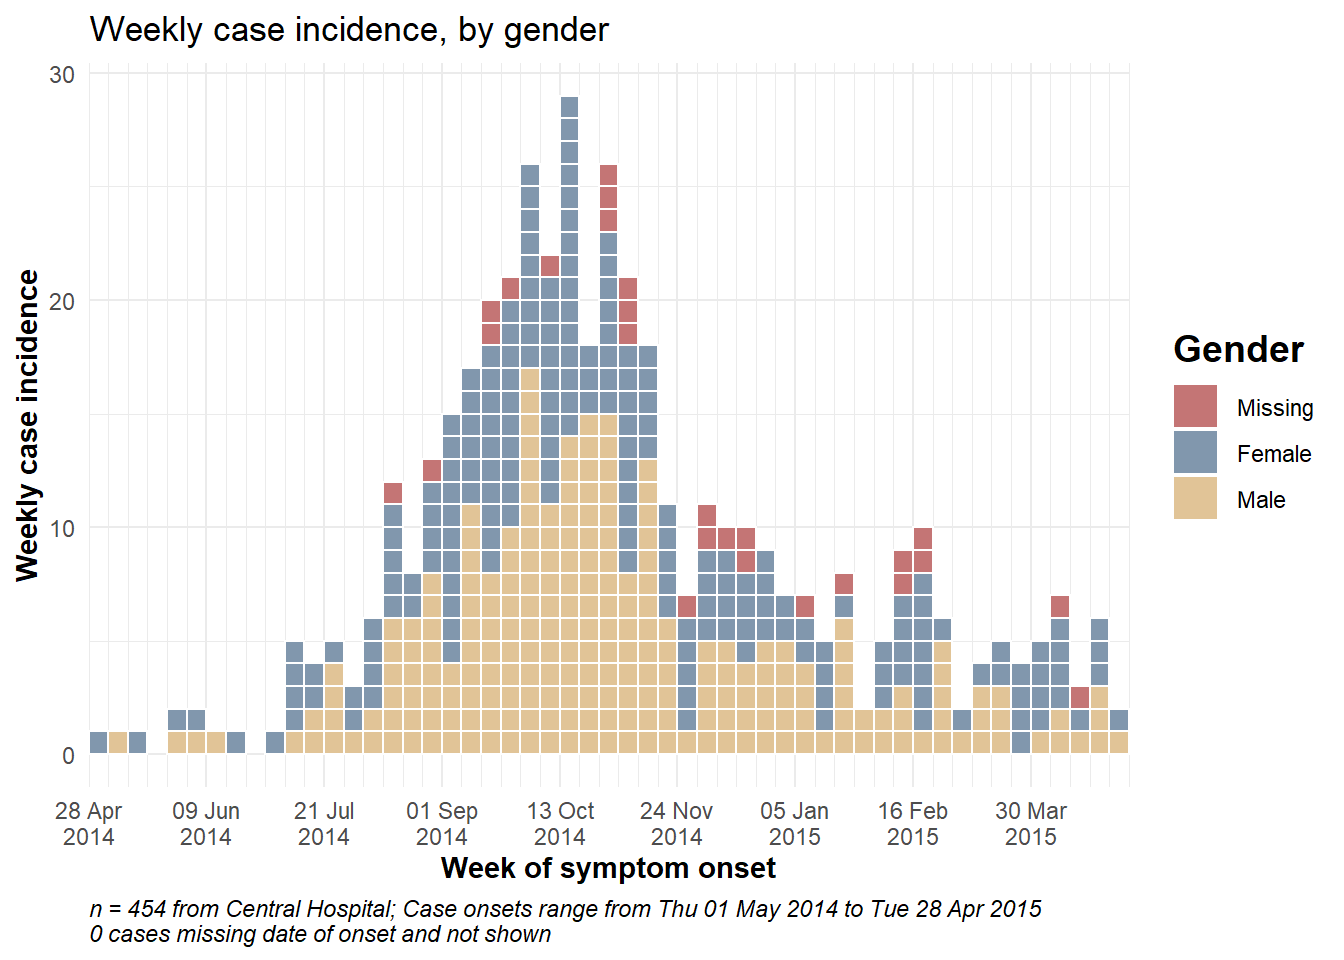 Weekly case incidence, by gender
30
20
10
0
Weekly case incidence
28 Apr
2014
09 Jun
2014
21 Jul
2014
01 Sep
2014
13 Oct
2014
24 Nov
2014
05 Jan
2015
16 Feb
2015
30 Mar
2015
Week of symptom onset
Gender
Missing
Female
Male
n = 454 from Central Hospital; Case onsets range from Thu 01 May 2014 to Tue 28 Apr 2015
0 cases missing date of onset and not shown